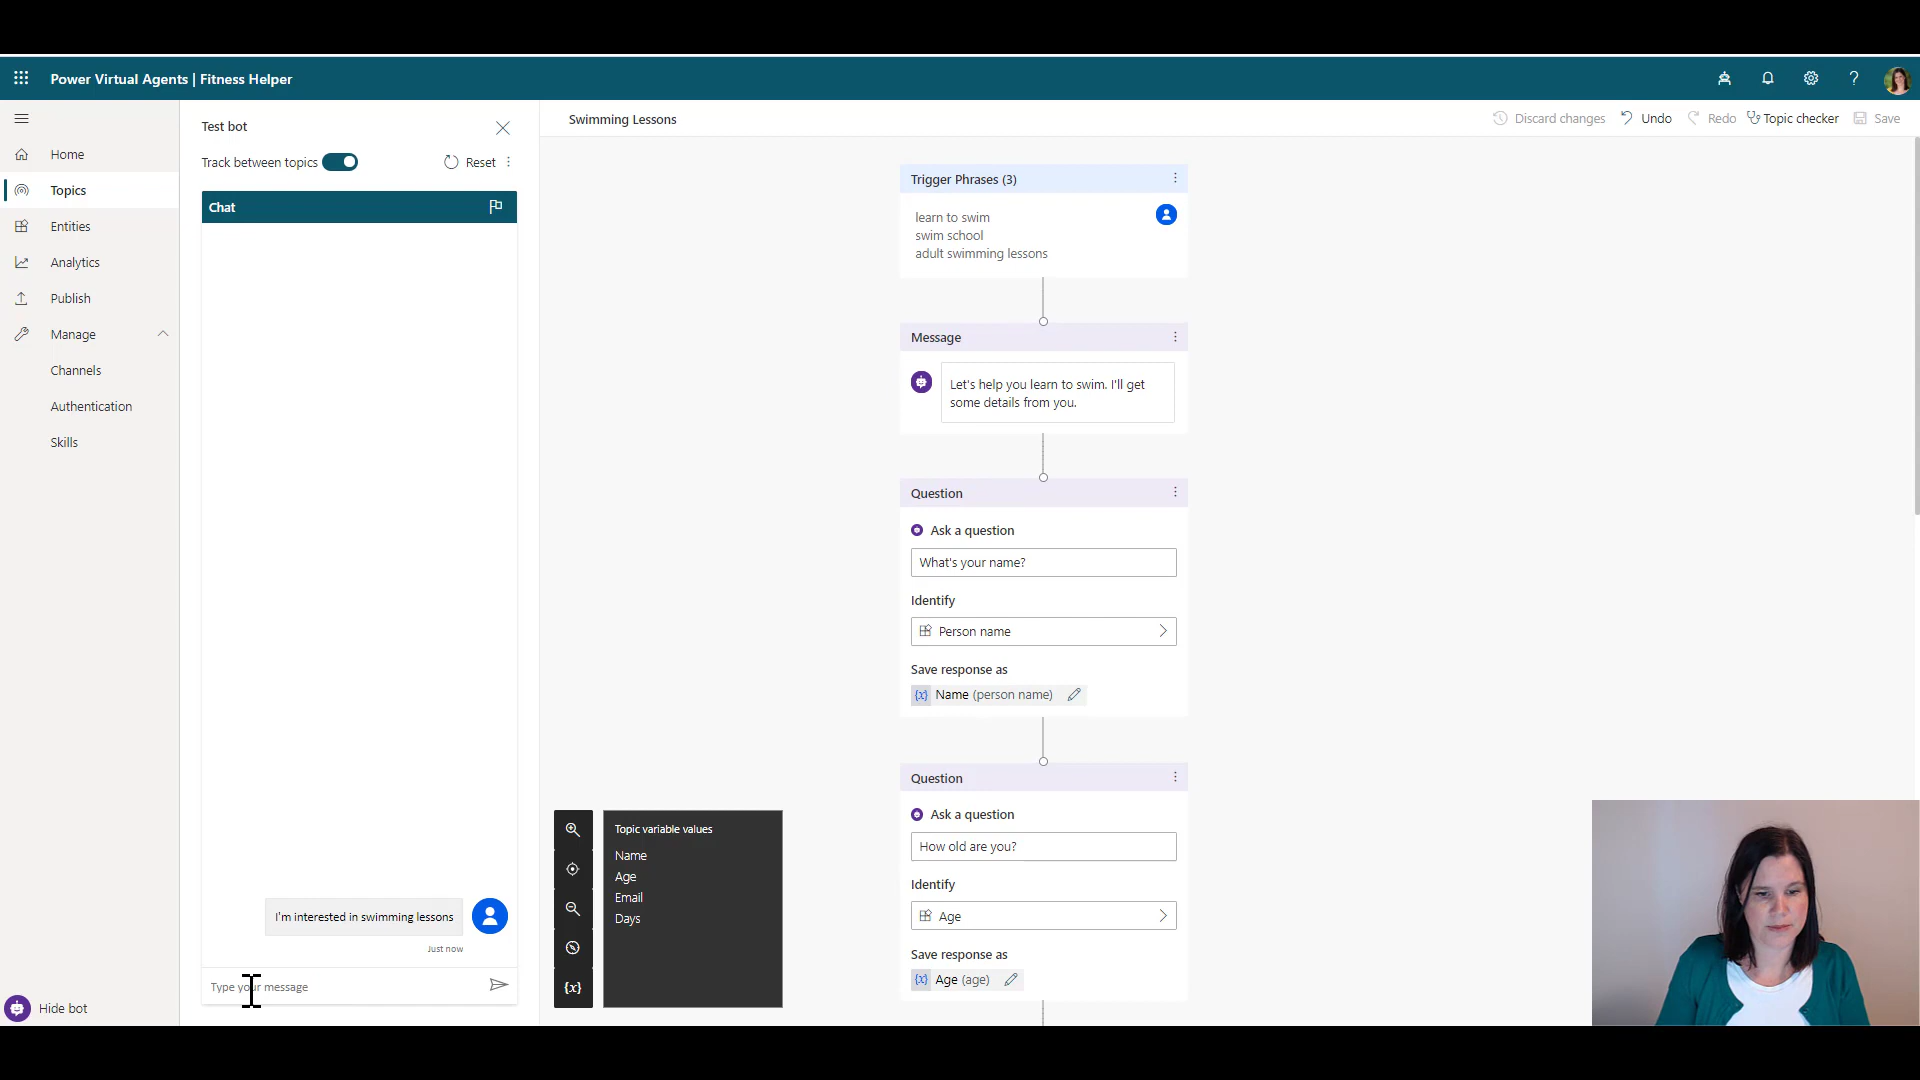 Power Virtual Agents | Fitness Helper
Home
Topics
Entities
Analytics
Publish
Manage
Channels
Authentication
Skills
Hide bot
Test bot
Track between topics
Reset
Chat
I'm interested in swimming lessons
Just now
Type your message
Swimming Lessons
Discard changes
Undo
Redo
Topic checker
Save
Trigger Phrases (3)
learn to swim
swim school
adult swimming lessons
Message
Let's help you learn to swim. I'll get
some details from you.
Question
Ask a question
What's your name?
Identify
Person name
Save response as
{x} Name (person name)
Question
Ask a question
How old are you?
Identify
Age
Save response as
{x} Age (age)
{x}
Topic variable values
Name
Age
Email
Days